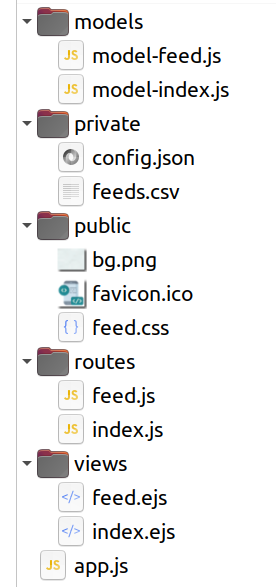 models
JS model-feed.js
JS model-index.js
private
config.json
feeds.csv
public
bg.png
favicon.ico
{ } feed.css
routes
JS feed.js
JS index.js
views
</> feed.ejs
</> index.ejs
JS app.js